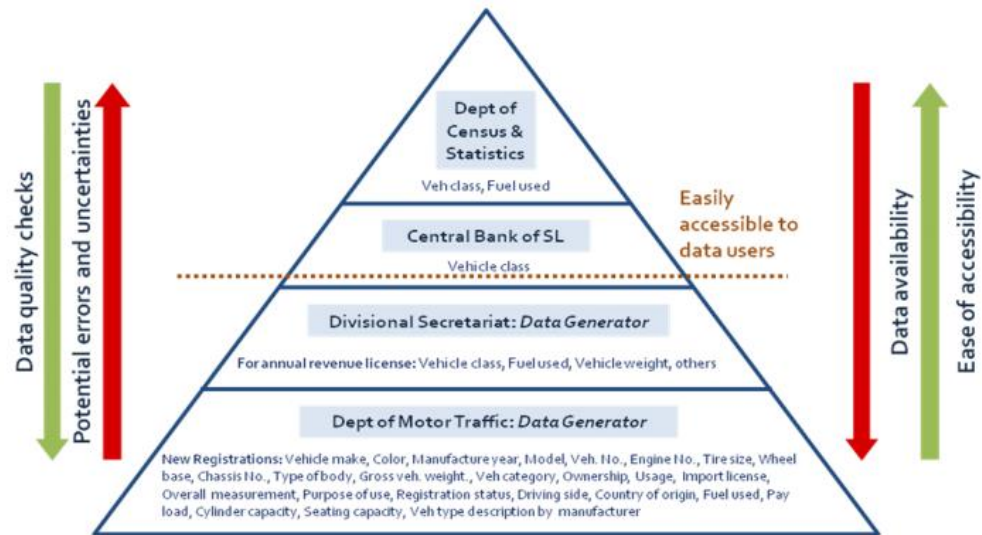 Dept of
Census &
Statistics
Veh class, Fuel used
Easily
accessible to
data users
Central Bank of SL
Vehicle class
Divisional Secretariat: Data Generator
For annual revenue license: Vehicle class, Fuel used, Vehicle weight, others
Dept of Motor Traffic: Data Generator
New Registrations: Vehicle make, Color, Manufacture year, Model, Veh. No., Engine No., Tire size, Wheel
base, Chassis No., Type of body, Gross veh. weight., Veh category, Ownership, Usage, Import license,
Overall measurement, Purpose of use, Registration status, Driving side, Country of origin, Fuel used, Pay
load, Cylinder capacity, Seating capacity, Veh type description by manufacturer
Data quality checks
Potential errors and uncertainties
Data availability
Ease of accessibility